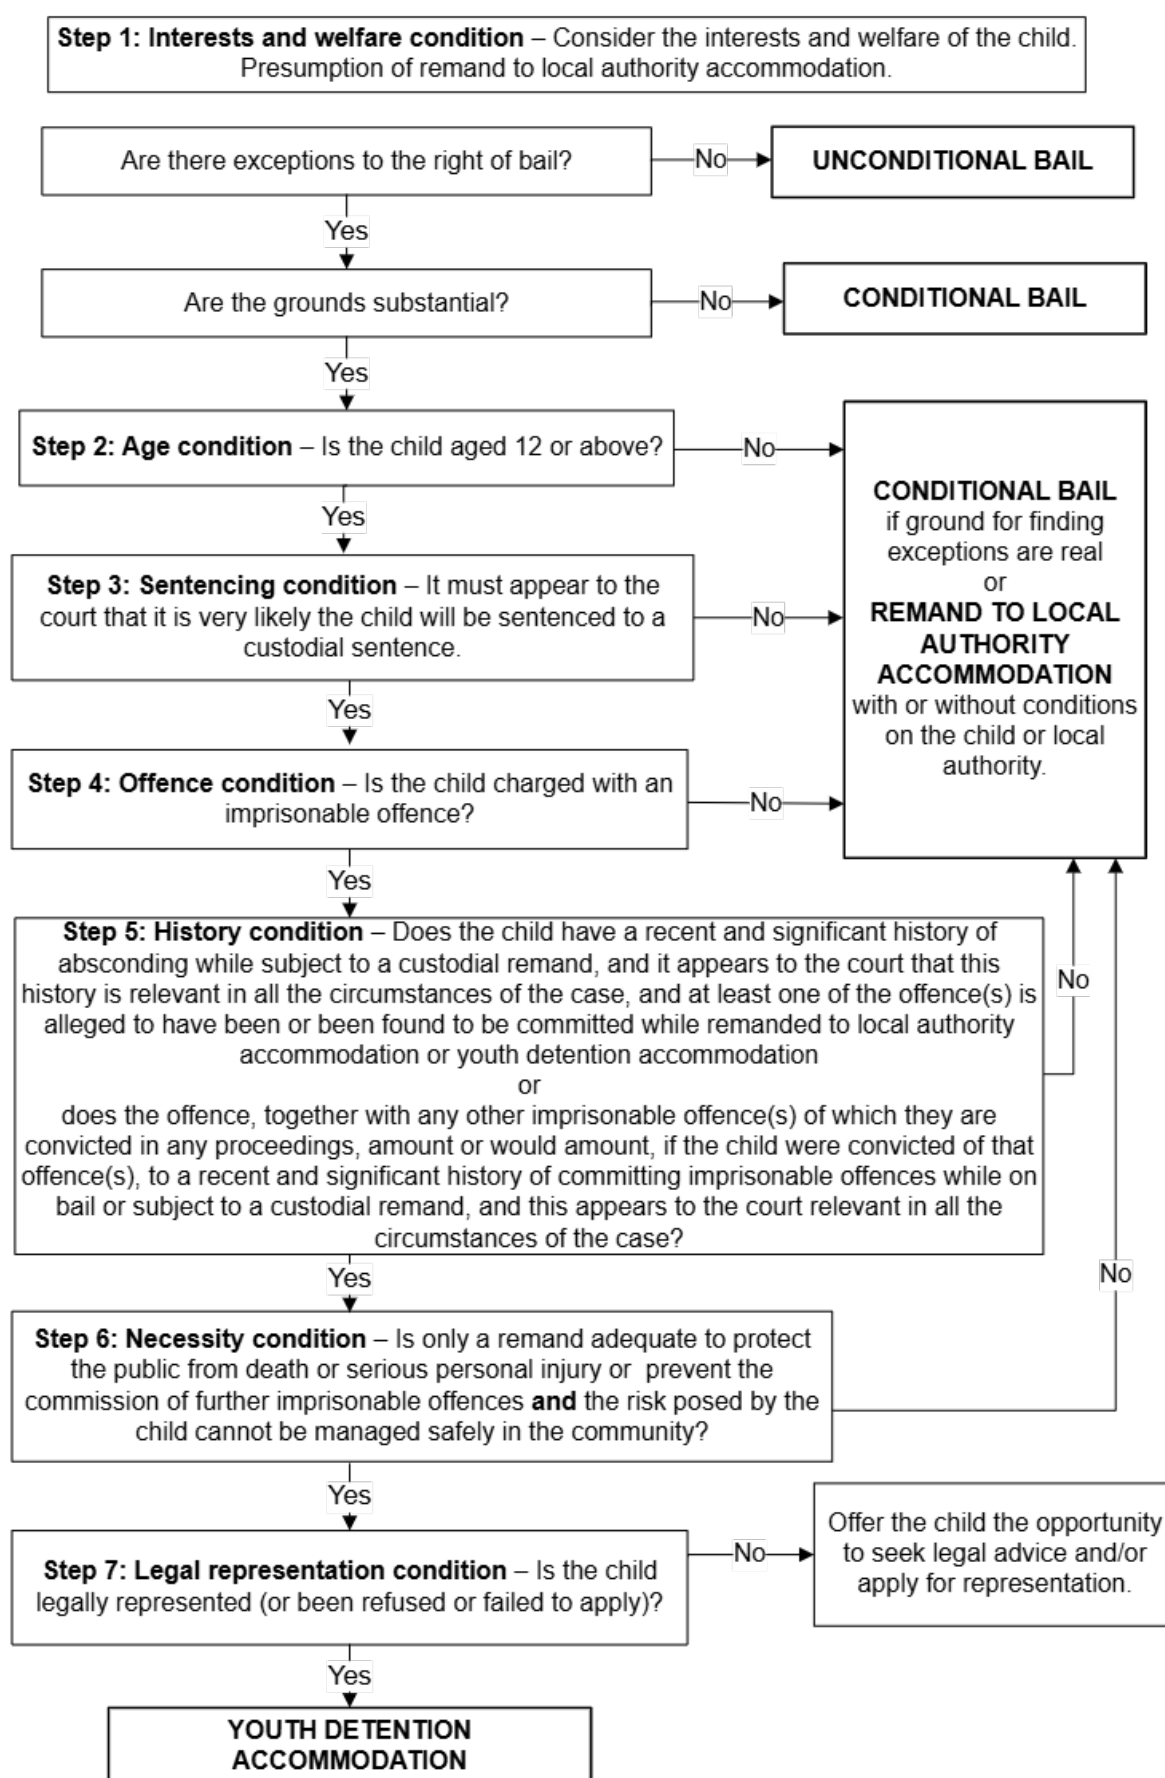 Step 1: Interests and welfare condition – Consider the interests and welfare of the child.
Presumption of remand to local authority accommodation.
Are there exceptions to the right of bail?
No
UNCONDITIONAL BAIL
Yes
Are the grounds substantial?
No
CONDITIONAL BAIL
Yes
Step 2: Age condition – Is the child aged 12 or above?
No
Yes
CONDITIONAL BAIL
if ground for finding
exceptions are real
or
REMAND TO LOCAL
AUTHORITY
ACCOMMODATION
with or without conditions
on the child or local
authority.
Step 3: Sentencing condition – It must appear to the
court that it is very likely the child will be sentenced to a
custodial sentence.
No
Yes
Step 4: Offence condition – Is the child charged with an
imprisonable offence?
No
Yes
Step 5: History condition – Does the child have a recent and significant history of
absconding while subject to a custodial remand, and it appears to the court that this
history is relevant in all the circumstances of the case, and at least one of the offence(s) is
alleged to have been or been found to be committed while remanded to local authority
accommodation or youth detention accommodation
or
does the offence, together with any other imprisonable offence(s) of which they are
convicted in any proceedings, amount or would amount, if the child were convicted of that
offence(s), to a recent and significant history of committing imprisonable offences while on
bail or subject to a custodial remand, and this appears to the court relevant in all the
circumstances of the case?
No
Yes
Step 6: Necessity condition – Is only a remand adequate to protect
the public from death or serious personal injury or prevent the
commission of further imprisonable offences and the risk posed by the
child cannot be managed safely in the community?
No
Yes
Step 7: Legal representation condition – Is the child
legally represented (or been refused or failed to apply)?
No
Offer the child the opportunity
to seek legal advice and/or
apply for representation.
Yes
YOUTH DETENTION
ACCOMMODATION